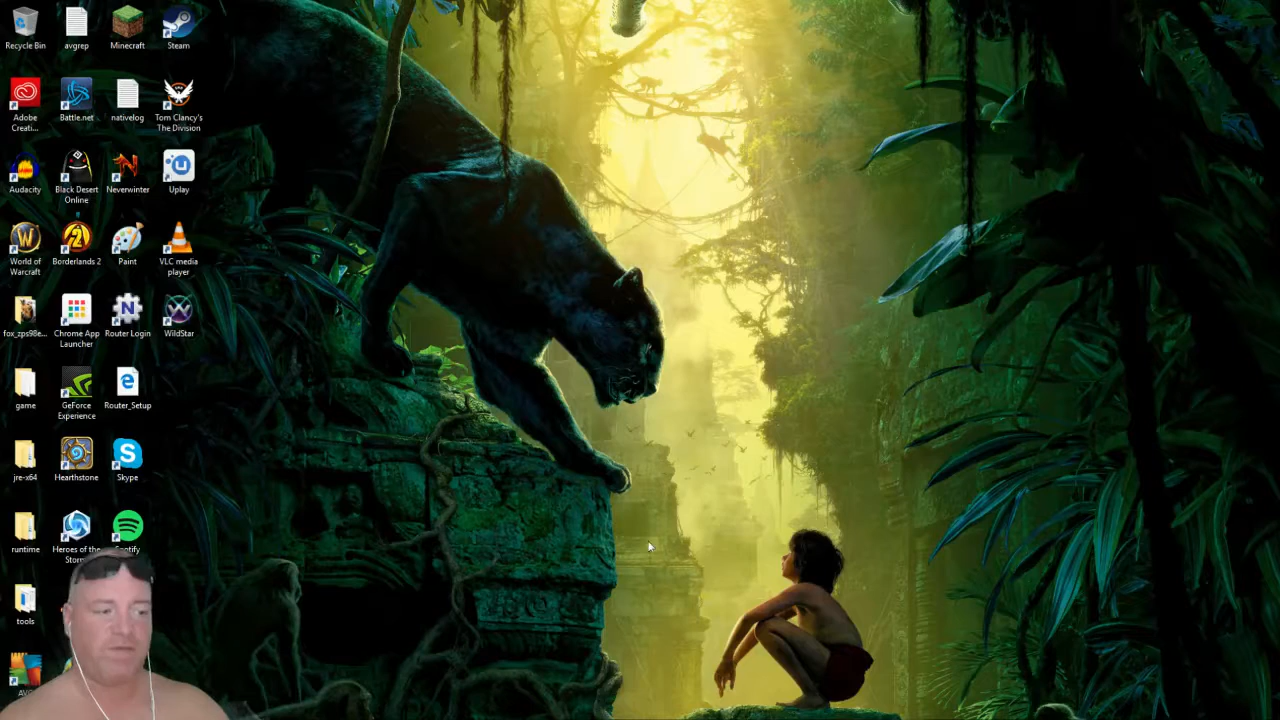 Recycle Bin
avgrep
Minecraft
Steam
Adobe
Creati...
Battle.net
nativelog
Tom Clancy's
The Division
Audacity
Black Desert
Online
Neverwinter
Uplay
World of
Warcraft
Borderlands 2
Paint
VLC media
player
fox_zps98e...
Chrome App
Launcher
Router Login
WildStar
game
GeForce
Experience
Router_Setup
jre-x64
Hearthstone
Skype
runtime
Heroes of the
Storm
Spotify
tools